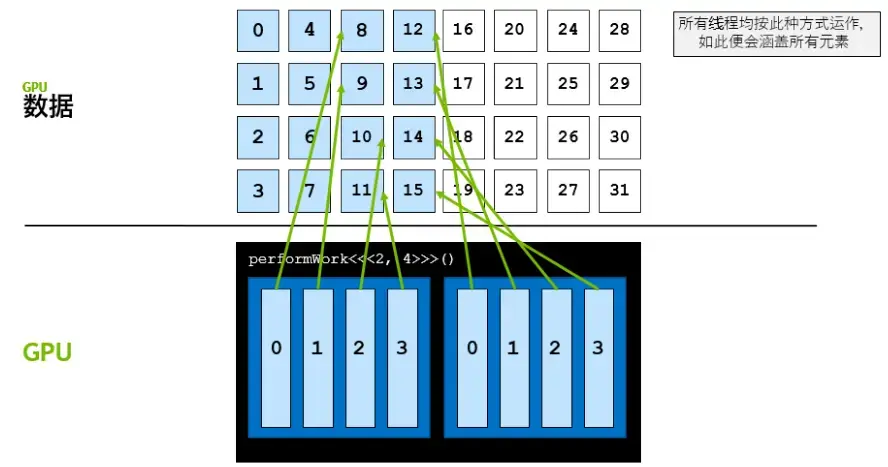 0 4 8 12 16 20 24 28
所有线程均按此种方式运作,
如此便会涵盖所有元素
1 5 9 13 17 21 25 29
GPU
数据
2 6 10 14 18 22 26 30
3 7 11 15 19 23 27 31
performWork<<<2, 4>>>()
GPU
0 1 2 3 0 1 2 3